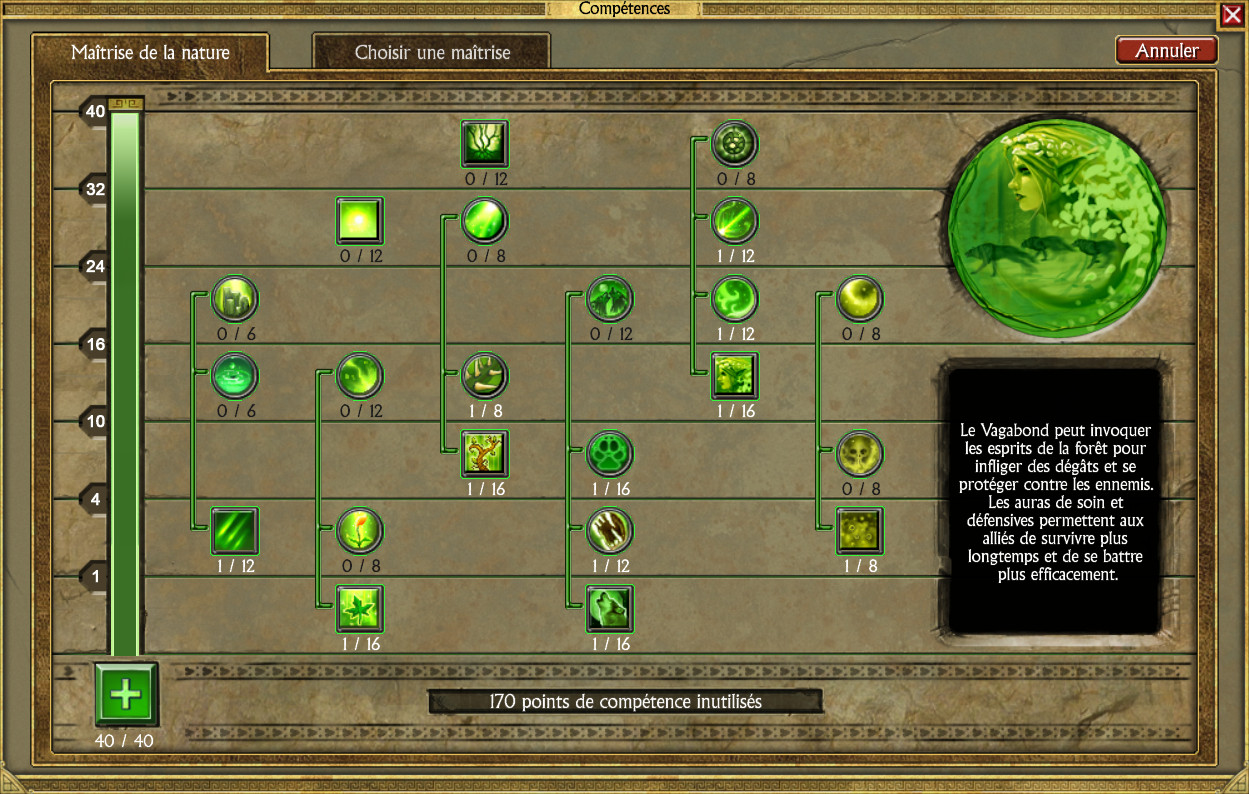 Compétences
Maîtrise de la nature
Choisir une maîtrise
Annuler
40
0 / 12
0 / 8
32
0 / 12
0 / 8
1 / 12
24
0 / 6
0 / 12
1 / 12
0 / 8
16
0 / 6
0 / 12
1 / 8
1 / 16
10
1 / 16
1 / 16
0 / 8
4
1 / 12
0 / 8
1 / 12
1 / 8
1
1 / 16
1 / 16
Le Vagabond peut invoquer
les esprits de la forêt pour
infliger des dégâts et se
protéger contre les ennemis.
Les auras de soin et
défensives permettent aux
alliés de survivre plus
longtemps et de se battre
plus efficacement.
170 points de compétence inutilisés
40 / 40